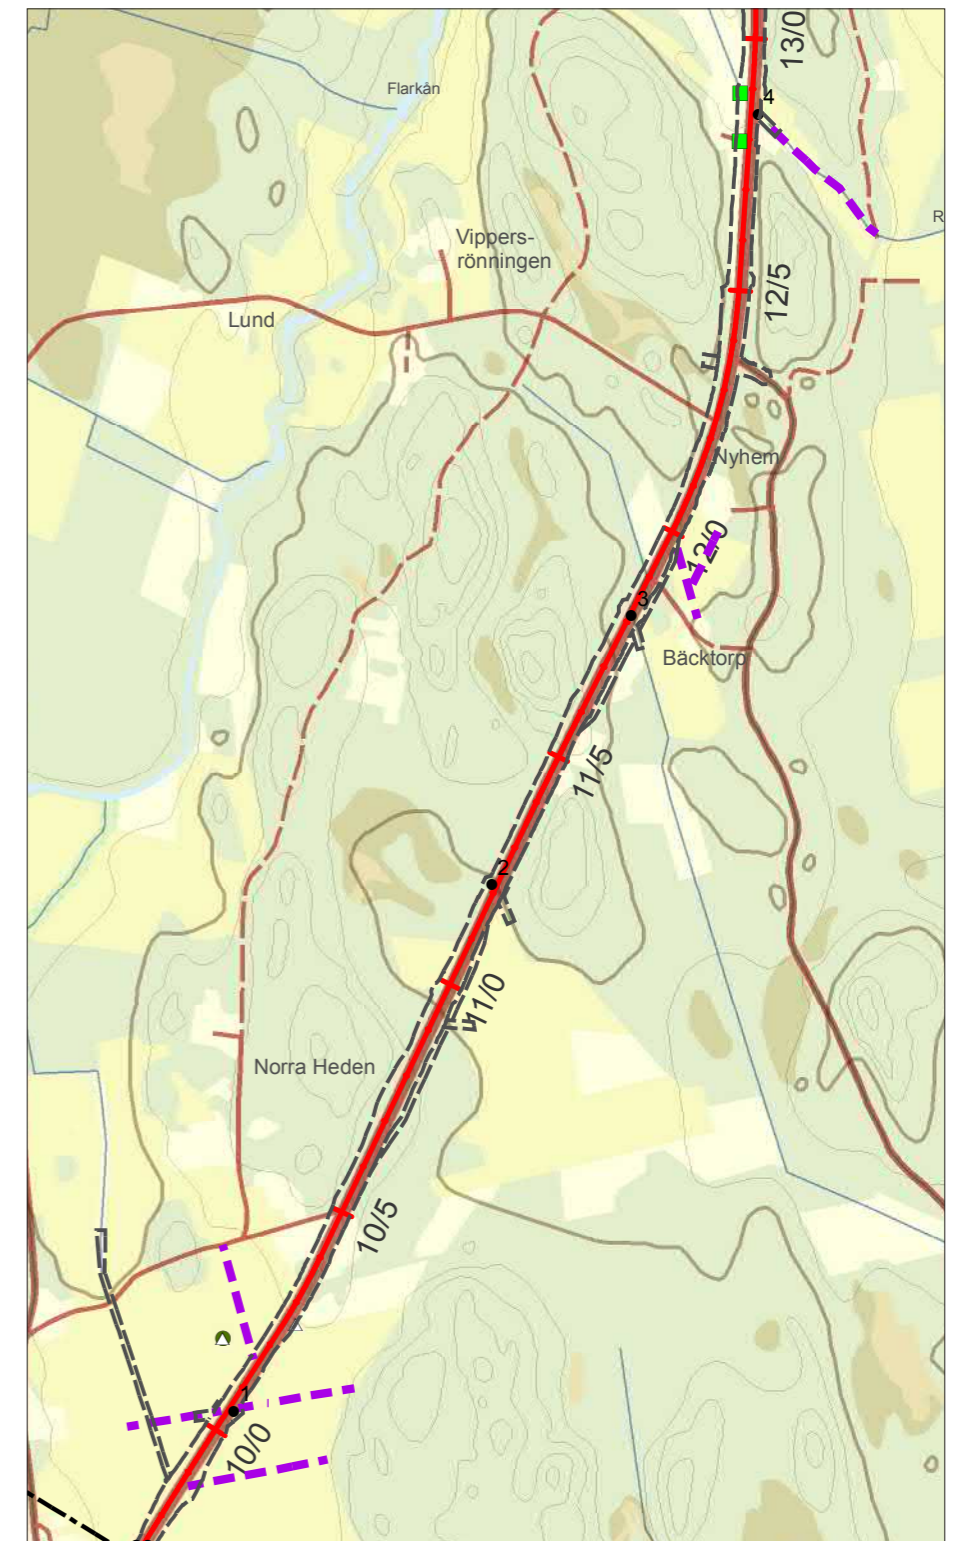 13/0
Flarkån
4
R
Vippers-
rönningen
12/5
Lund
Nyhem
12/0
3
Bäcktorp
11/5
2
11/0
Norra Heden
10/5
1
10/0